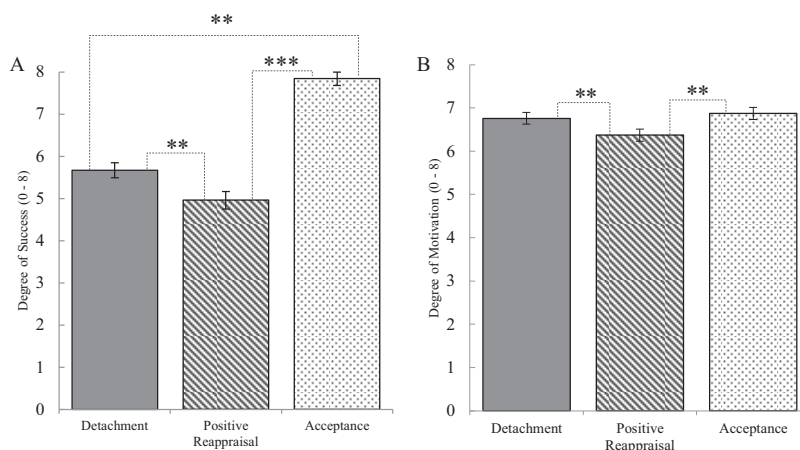 A
**
***
**
Degree of Success (0 - 8)
8
7
6
5
4
3
2
1
0
Detachment
Positive
Reappraisal
Acceptance
B
**
**
Degree of Motivation (0 - 8)
8
7
6
5
4
3
2
1
0
Detachment
Positive
Reappraisal
Acceptance